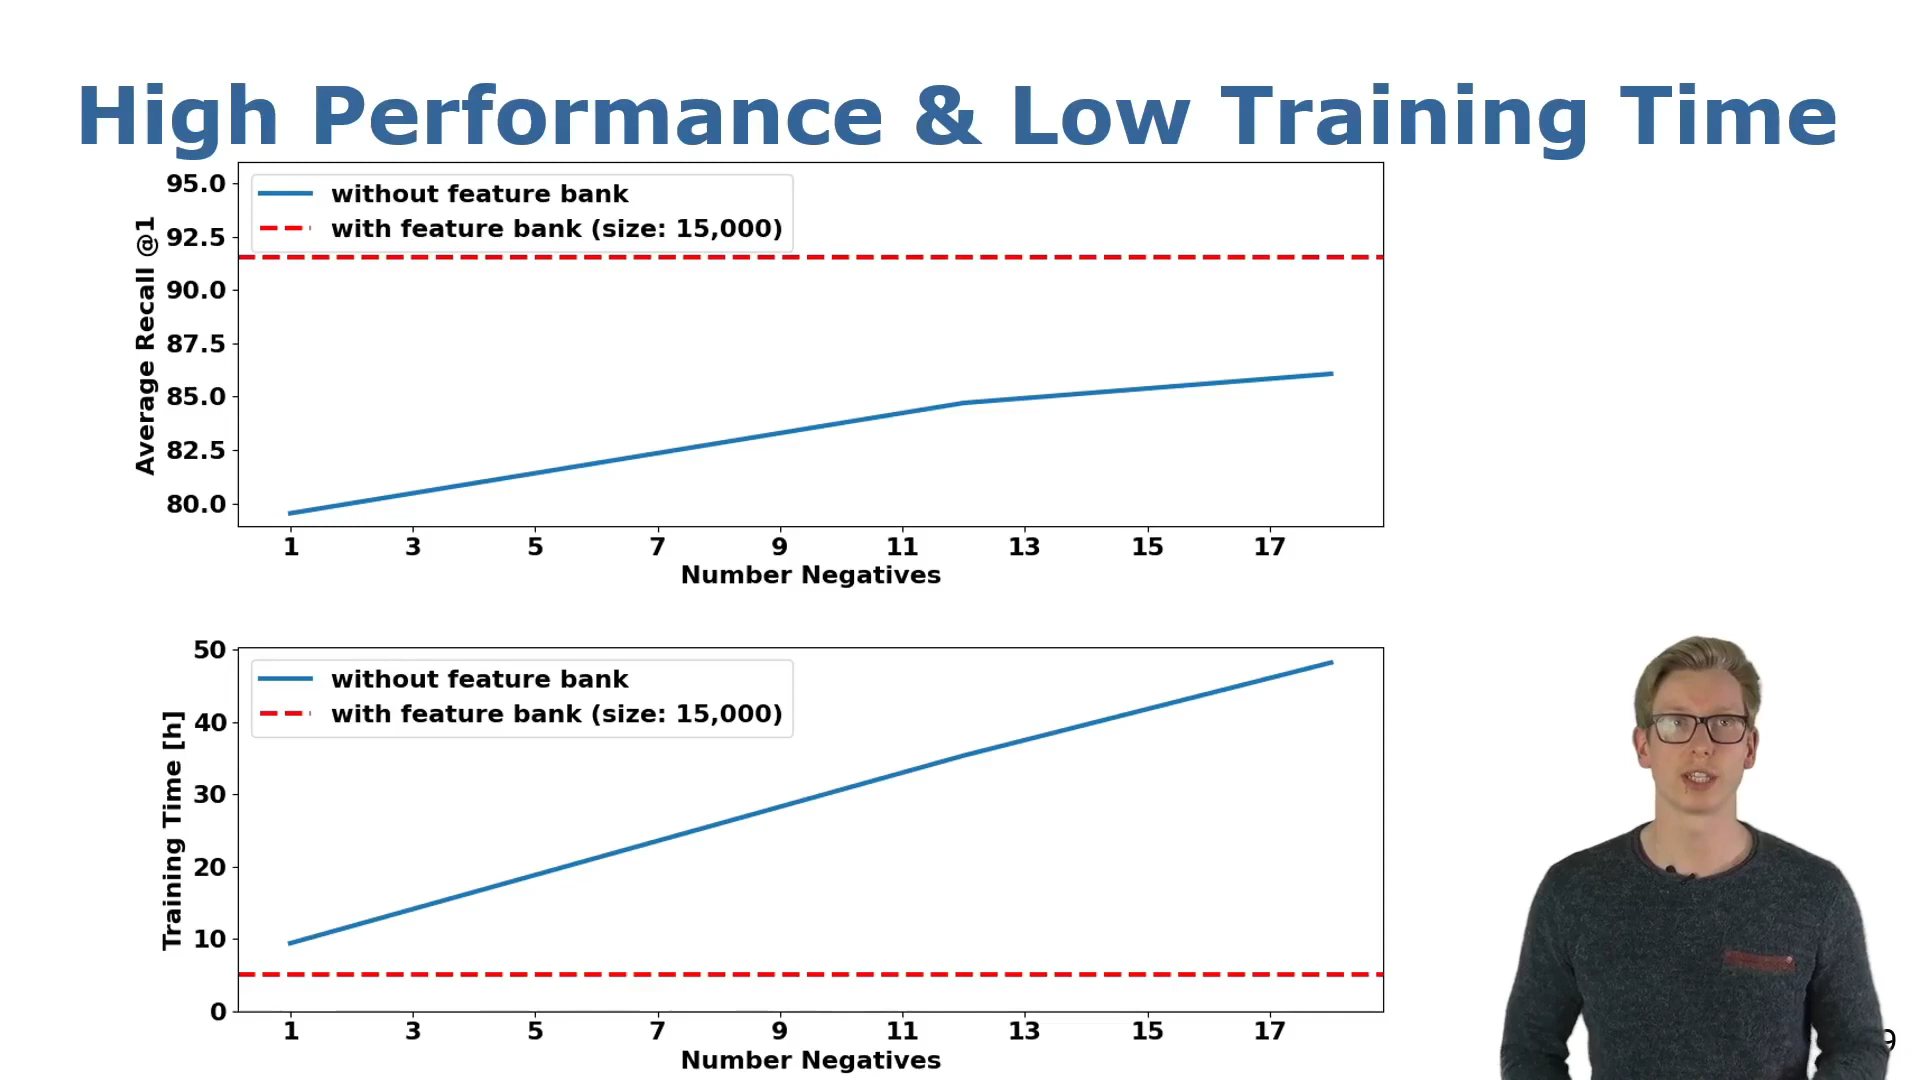 High Performance & Low Training Time
95.0
92.5
90.0
87.5
85.0
82.5
80.0
Average Recall @1
without feature bank
with feature bank (size: 15,000)
1 3 5 7 9 11 13 15 17
Number Negatives
50
40
30
20
10
0
Training Time [h]
without feature bank
with feature bank (size: 15,000)
1 3 5 7 9 11 13 15 17
Number Negatives
9